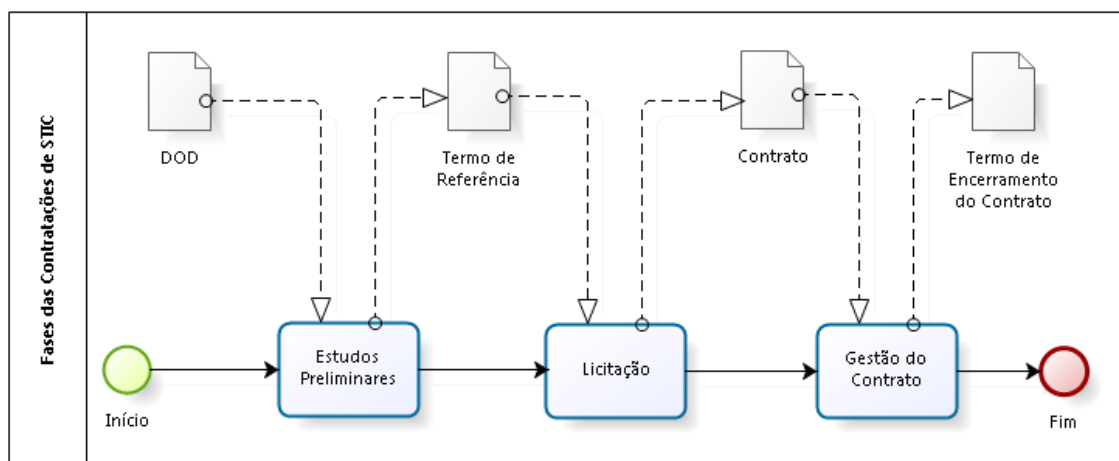 Fases das Contratações de STIC
DOD
Termo de
Referência
Contrato
Termo de
Encerramento
do Contrato
Início
Estudos
Preliminares
Licitação
Gestão do
Contrato
Fim